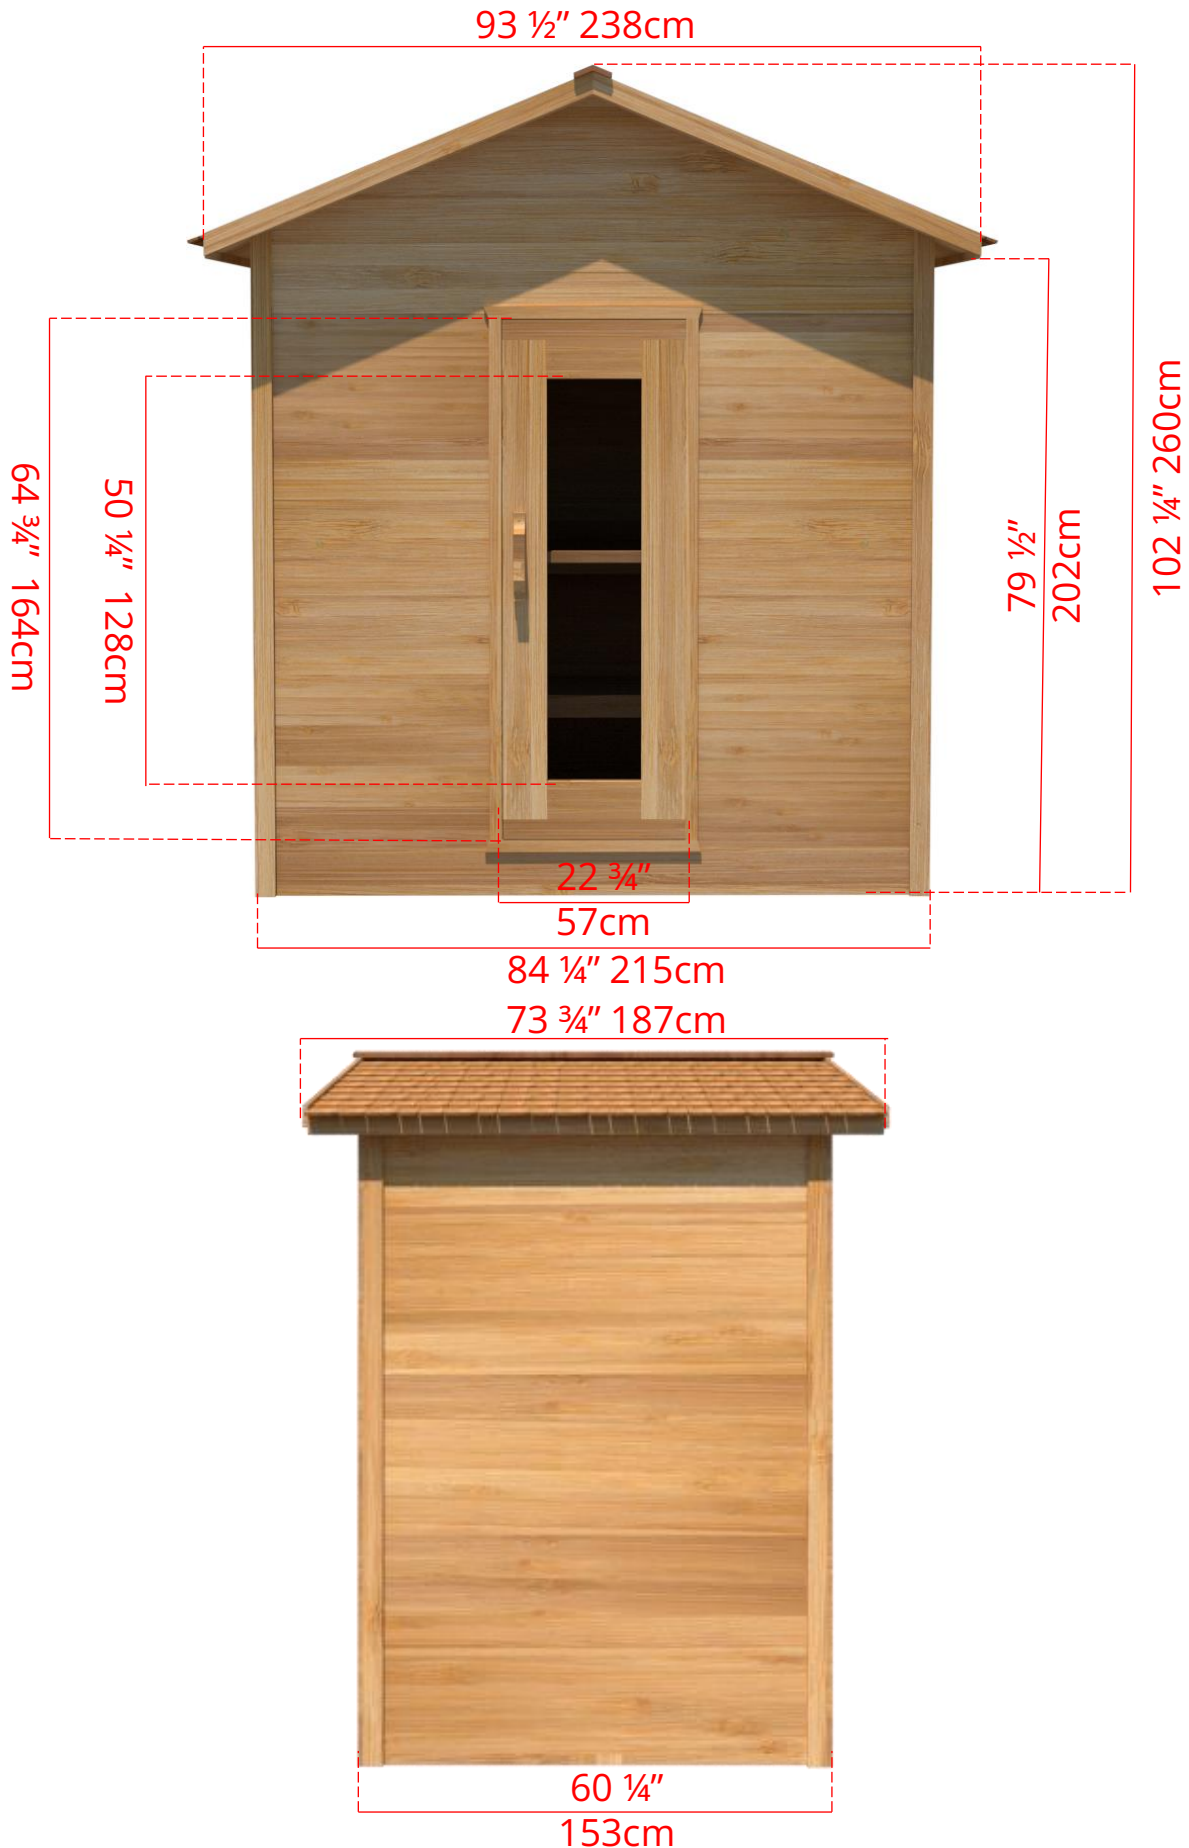 93 ½” 238cm
64 ¾” 164cm
50 ¼” 128cm
79 ½”
202cm
102 ¼” 260cm
22 ¾”
57cm
84 ¼” 215cm
73 ¾” 187cm
60 ¼”
153cm